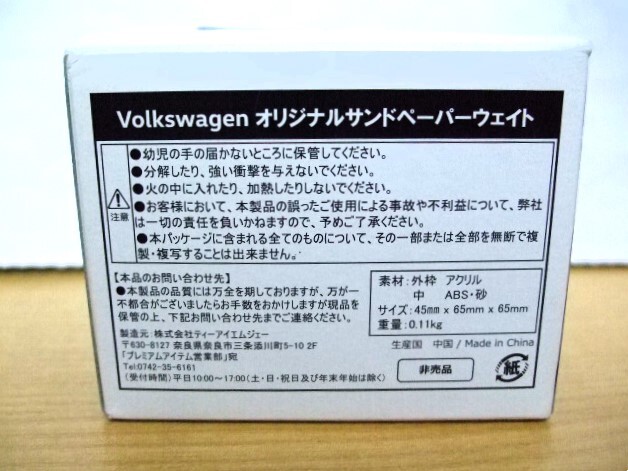 Volkswagen オリジナルサンドペーパーウェイト
注意
●幼児の手の届かないところに保管してください。
●分解したり、強い衝撃を与えないでください。
●火の中に入れたり、加熱したりしないでください。
●お客様において、本製品の誤ったご使用による事故や不利益について、弊社
は一切の責任を負いかねますので、予めご了承ください。
●本パッケージに含まれる全てのものについて、その一部または全部を無断で複
製・複写することは出来ません。
【本品のお問い合わせ先】
●本製品の品質には万全を期しておりますが、万が一
不都合がございましたらお手数をおかけしますが現品を
保管の上、下記お問い合わせ先までご連絡ください。
製造元：株式会社ティーアイエムジェー
〒630-8127 奈良県奈良市三条添川町5-10 2F
「プレミアムアイテム営業部」宛
Tel:0742-35-6161
（受付時間）平日10:00～17:00（土・日・祝日及び年末年始は除く）
素材：外枠 アクリル
中 ABS・砂
サイズ：45㎜ x 65mm x 65mm
重量：0.11kg
生産国 中国 / Made in China
非売品
紙